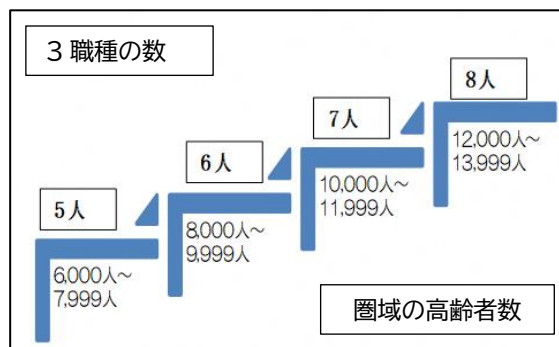 3 職種の数
8人
12,000人～
13,999人
7人
10,000人～
11,999人
6人
8,000人～
9,999人
5人
6,000人～
7,999人
圏域の高齢者数